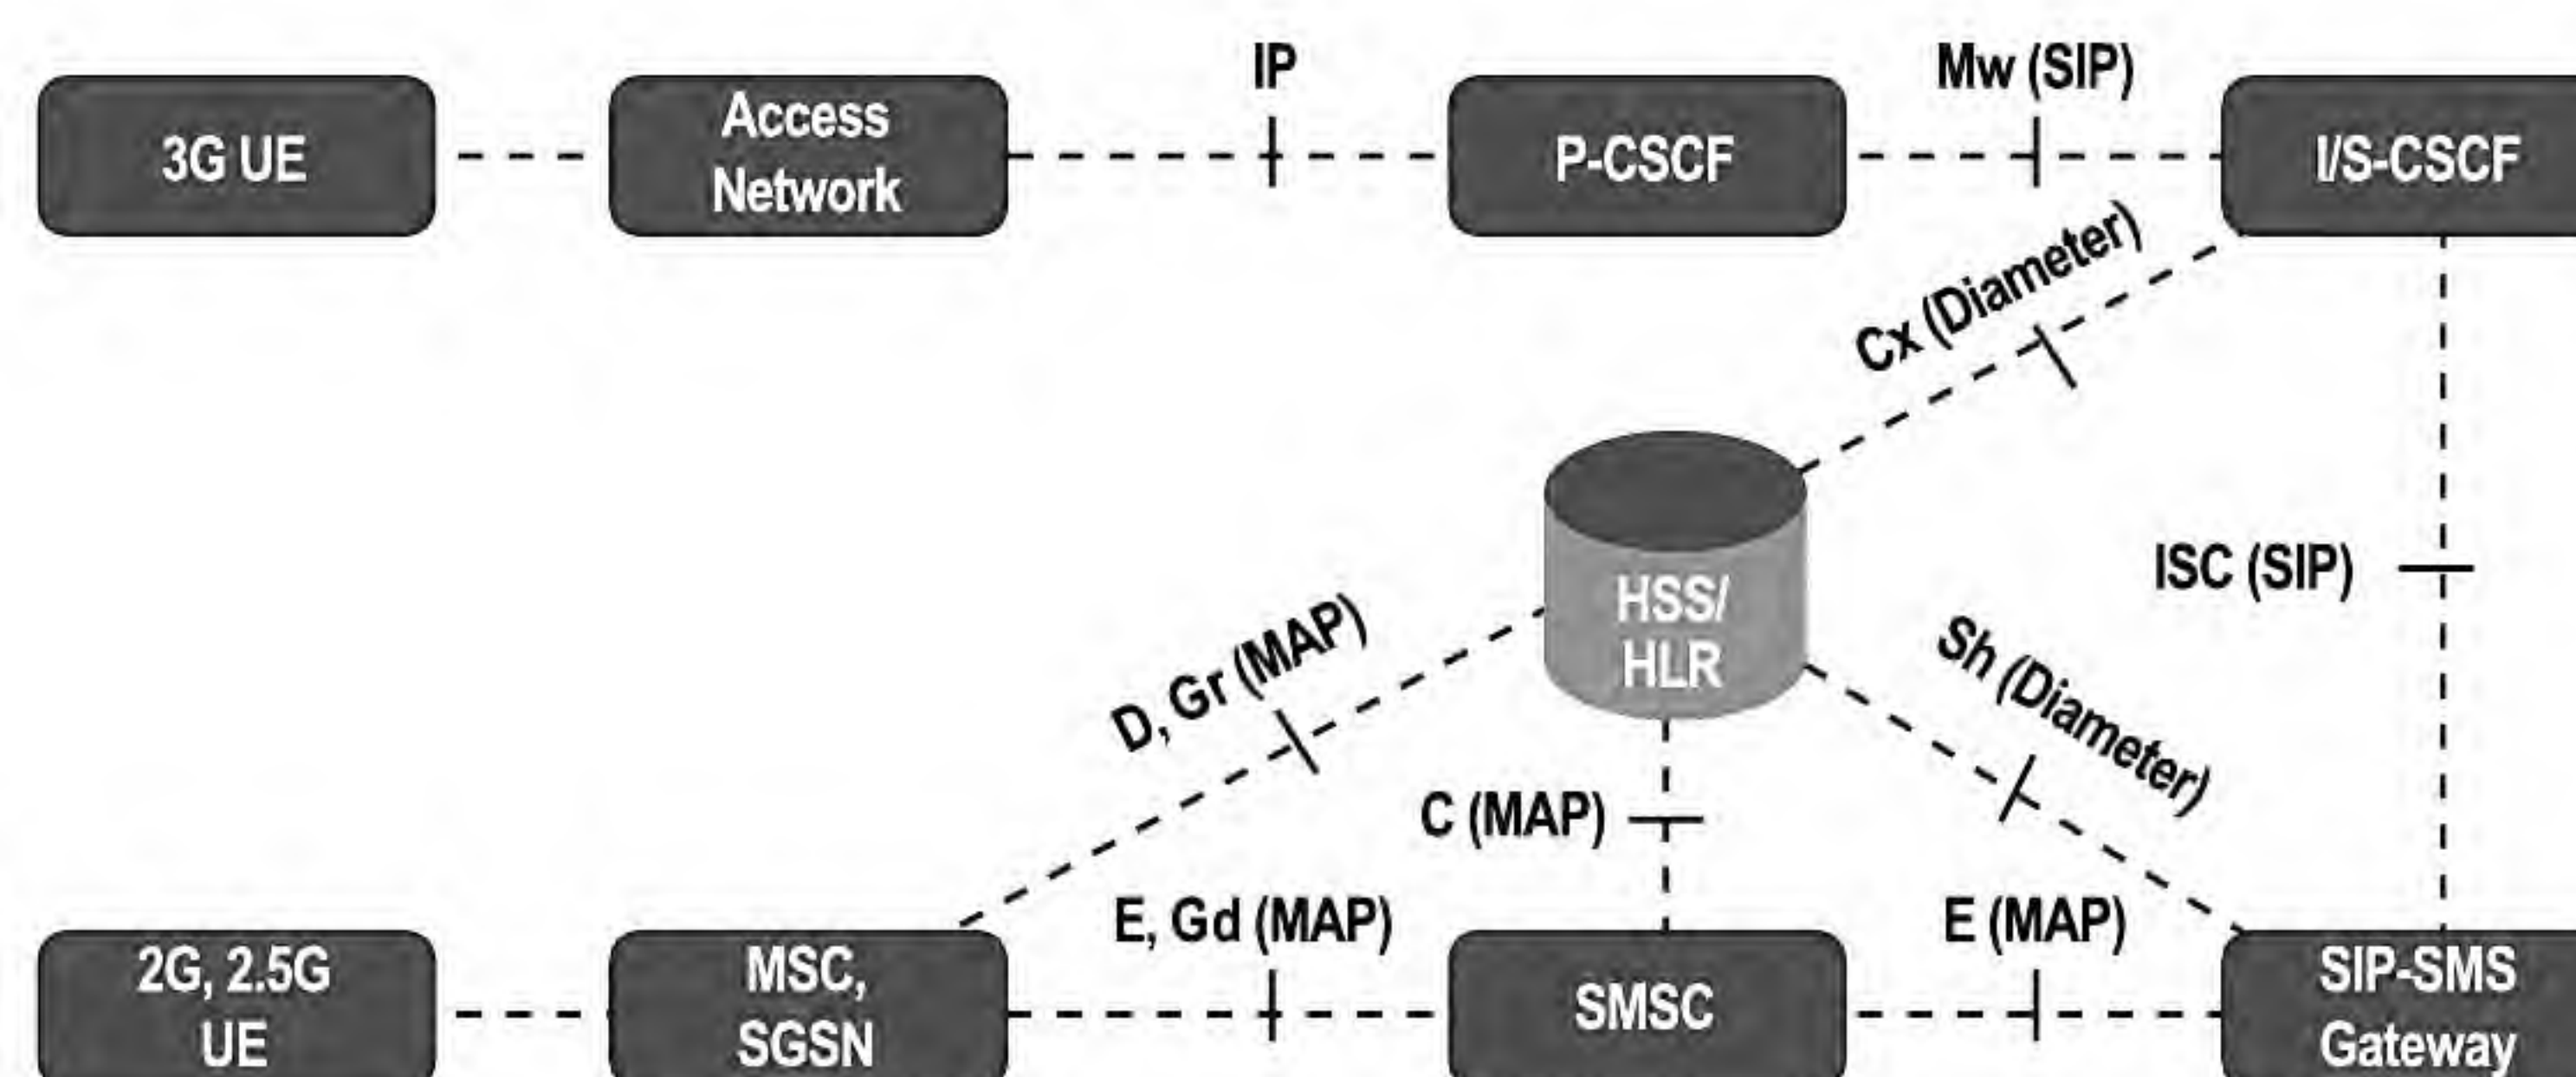 IP
Mw (SIP)
3G UE
Access
Network
P-CSCF
I/S-CSCF
Cx (Diameter)
HSS/
HLR
ISC (SIP)
D, Gr (MAP)
Sh (Diameter)
C (MAP)
E, Gd (MAP)
E (MAP)
2G, 2.5G
UE
MSC,
SGSN
SMSC
SIP-SMS
Gateway